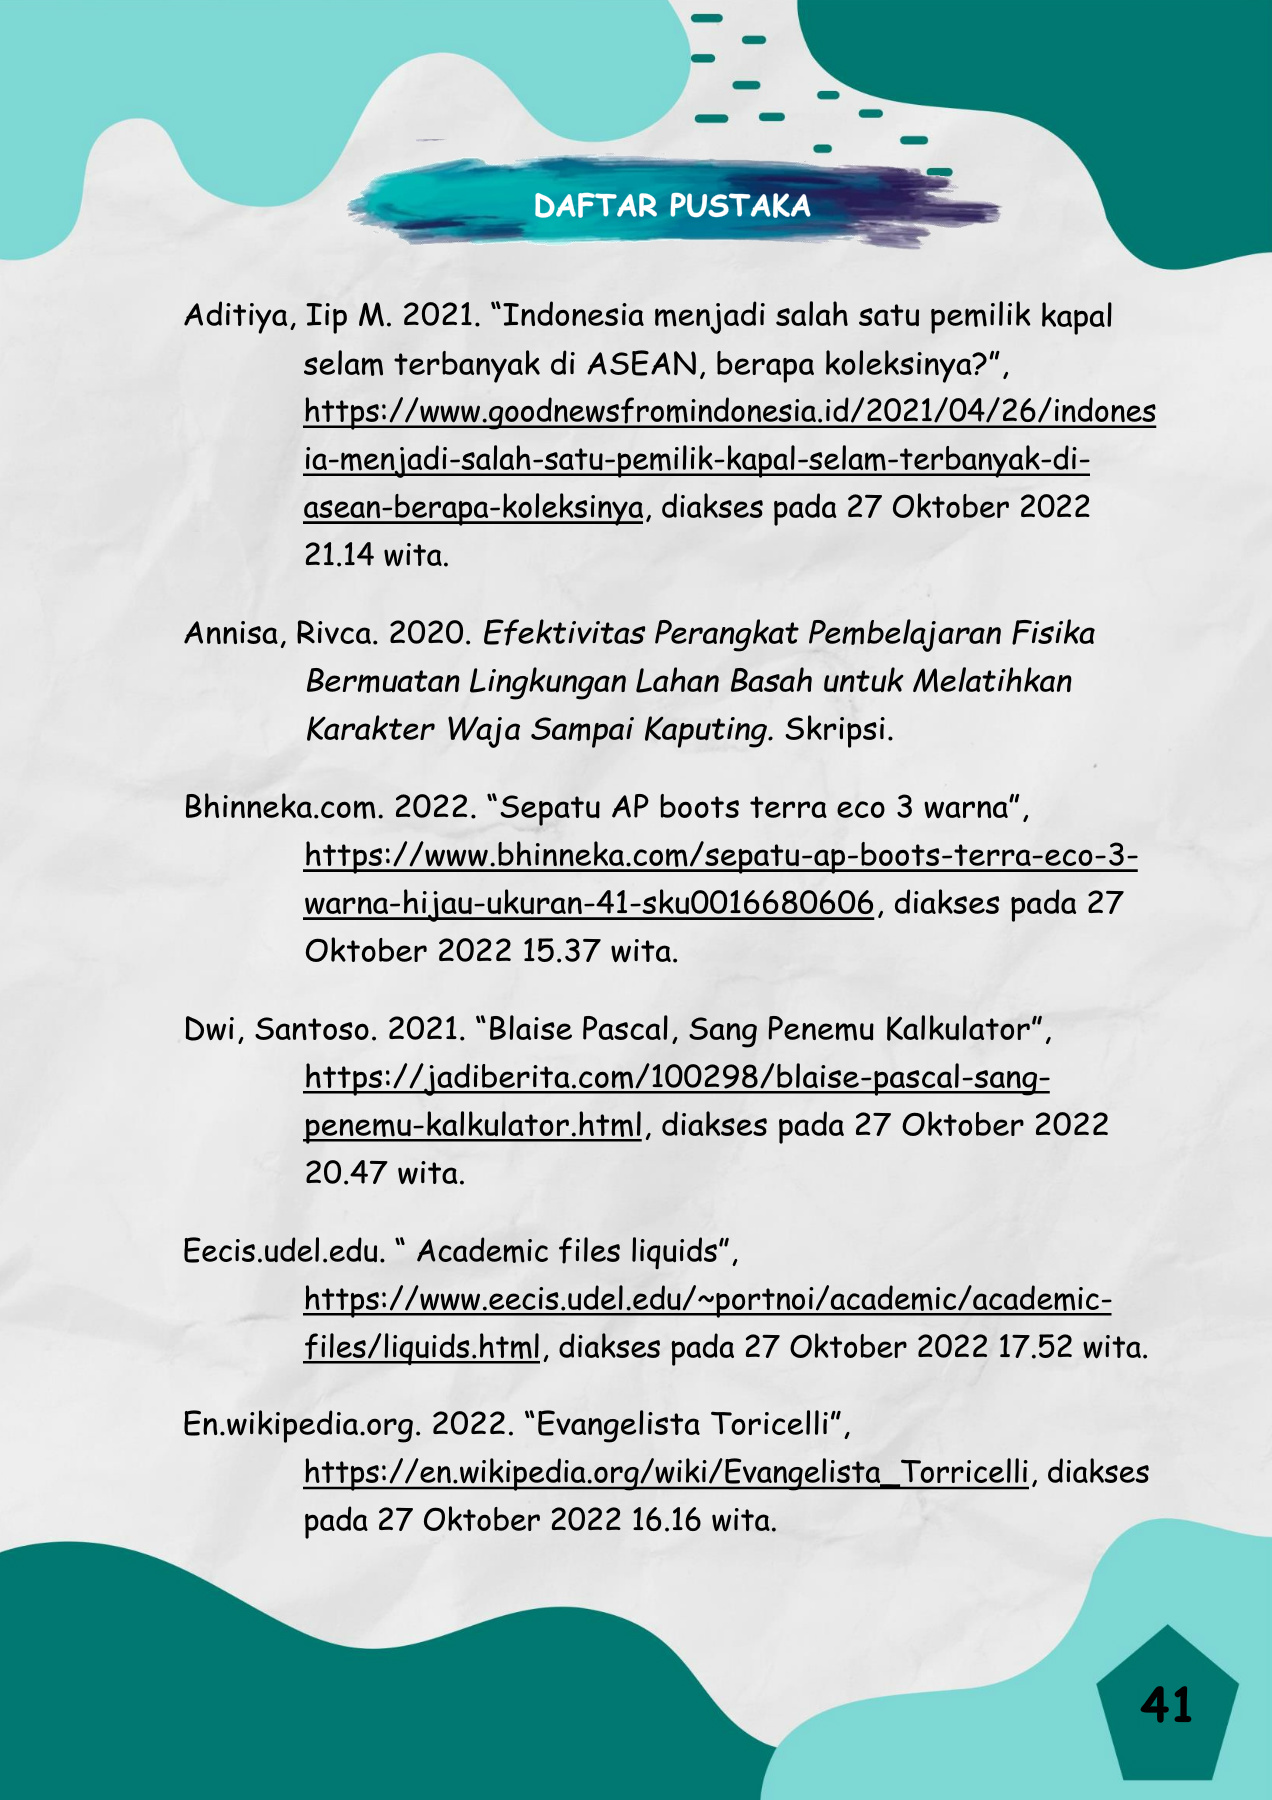 DAFTAR PUSTAKA
Aditiya, Iip M. 2021. “Indonesia menjadi salah satu pemilik kapal
selam terbanyak di ASEAN, berapa koleksinya?”,
https://www.goodnewsfromindonesia.id/2021/04/26/indones
ia-menjadi-salah-satu-pemilik-kapal-selam-terbanyak-di-
asean-berapa-koleksinya, diakses pada 27 Oktober 2022
21.14 wita.
Annisa, Rivca. 2020. Efektivitas Perangkat Pembelajaran Fisika
Bermuatan Lingkungan Lahan Basah untuk Melatihkan
Karakter Waja Sampai Kaputing. Skripsi.
Bhinneka.com. 2022. “Sepatu AP boots terra eco 3 warna”,
https://www.bhinneka.com/sepatu-ap-boots-terra-eco-3-
warna-hijau-ukuran-41-sku0016680606, diakses pada 27
Oktober 2022 15.37 wita.
Dwi, Santoso. 2021. “Blaise Pascal, Sang Penemu Kalkulator”,
https://jadiberita.com/100298/blaise-pascal-sang-
penemu-kalkulator.html, diakses pada 27 Oktober 2022
20.47 wita.
Eecis.udel.edu. “ Academic files liquids”,
https://www.eecis.udel.edu/~portnoi/academic/academic-
files/liquids.html, diakses pada 27 Oktober 2022 17.52 wita.
En.wikipedia.org. 2022. “Evangelista Toricelli”,
https://en.wikipedia.org/wiki/Evangelista_Torricelli, diakses
pada 27 Oktober 2022 16.16 wita.
41